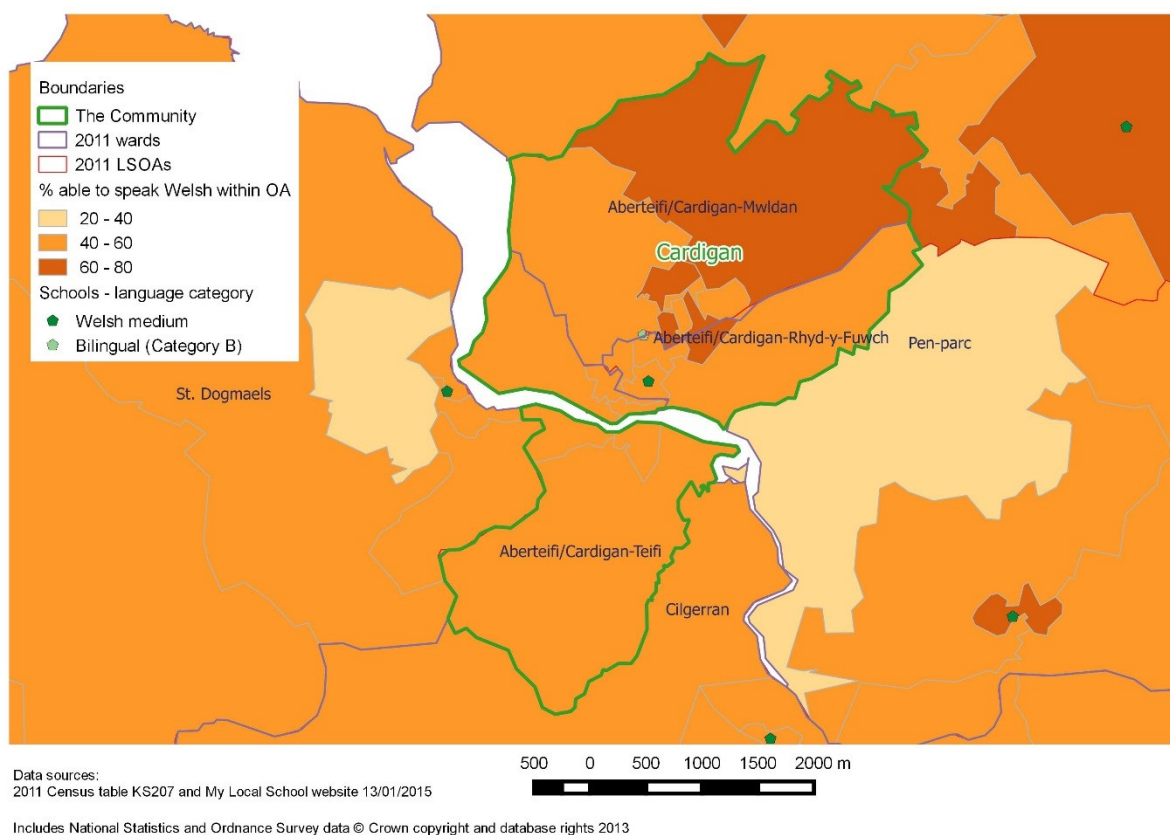 Boundaries
The Community
2011 wards
2011 LSOAs
% able to speak Welsh within OA
20 - 40
40 - 60
60 - 80
Schools - language category
Welsh medium
Bilingual (Category B)
Aberteifi/Cardigan-Mwldan
Cardigan
Aberteifi/Cardigan-Rhyd-y-Fuwch
Pen-parc
St. Dogmaels
Aberteifi/Cardigan-Teifi
Cilgerran
500 0 500 1000 1500 2000 m
Data sources:
2011 Census table KS207 and My Local School website 13/01/2015
Includes National Statistics and Ordnance Survey data © Crown copyright and database rights 2013